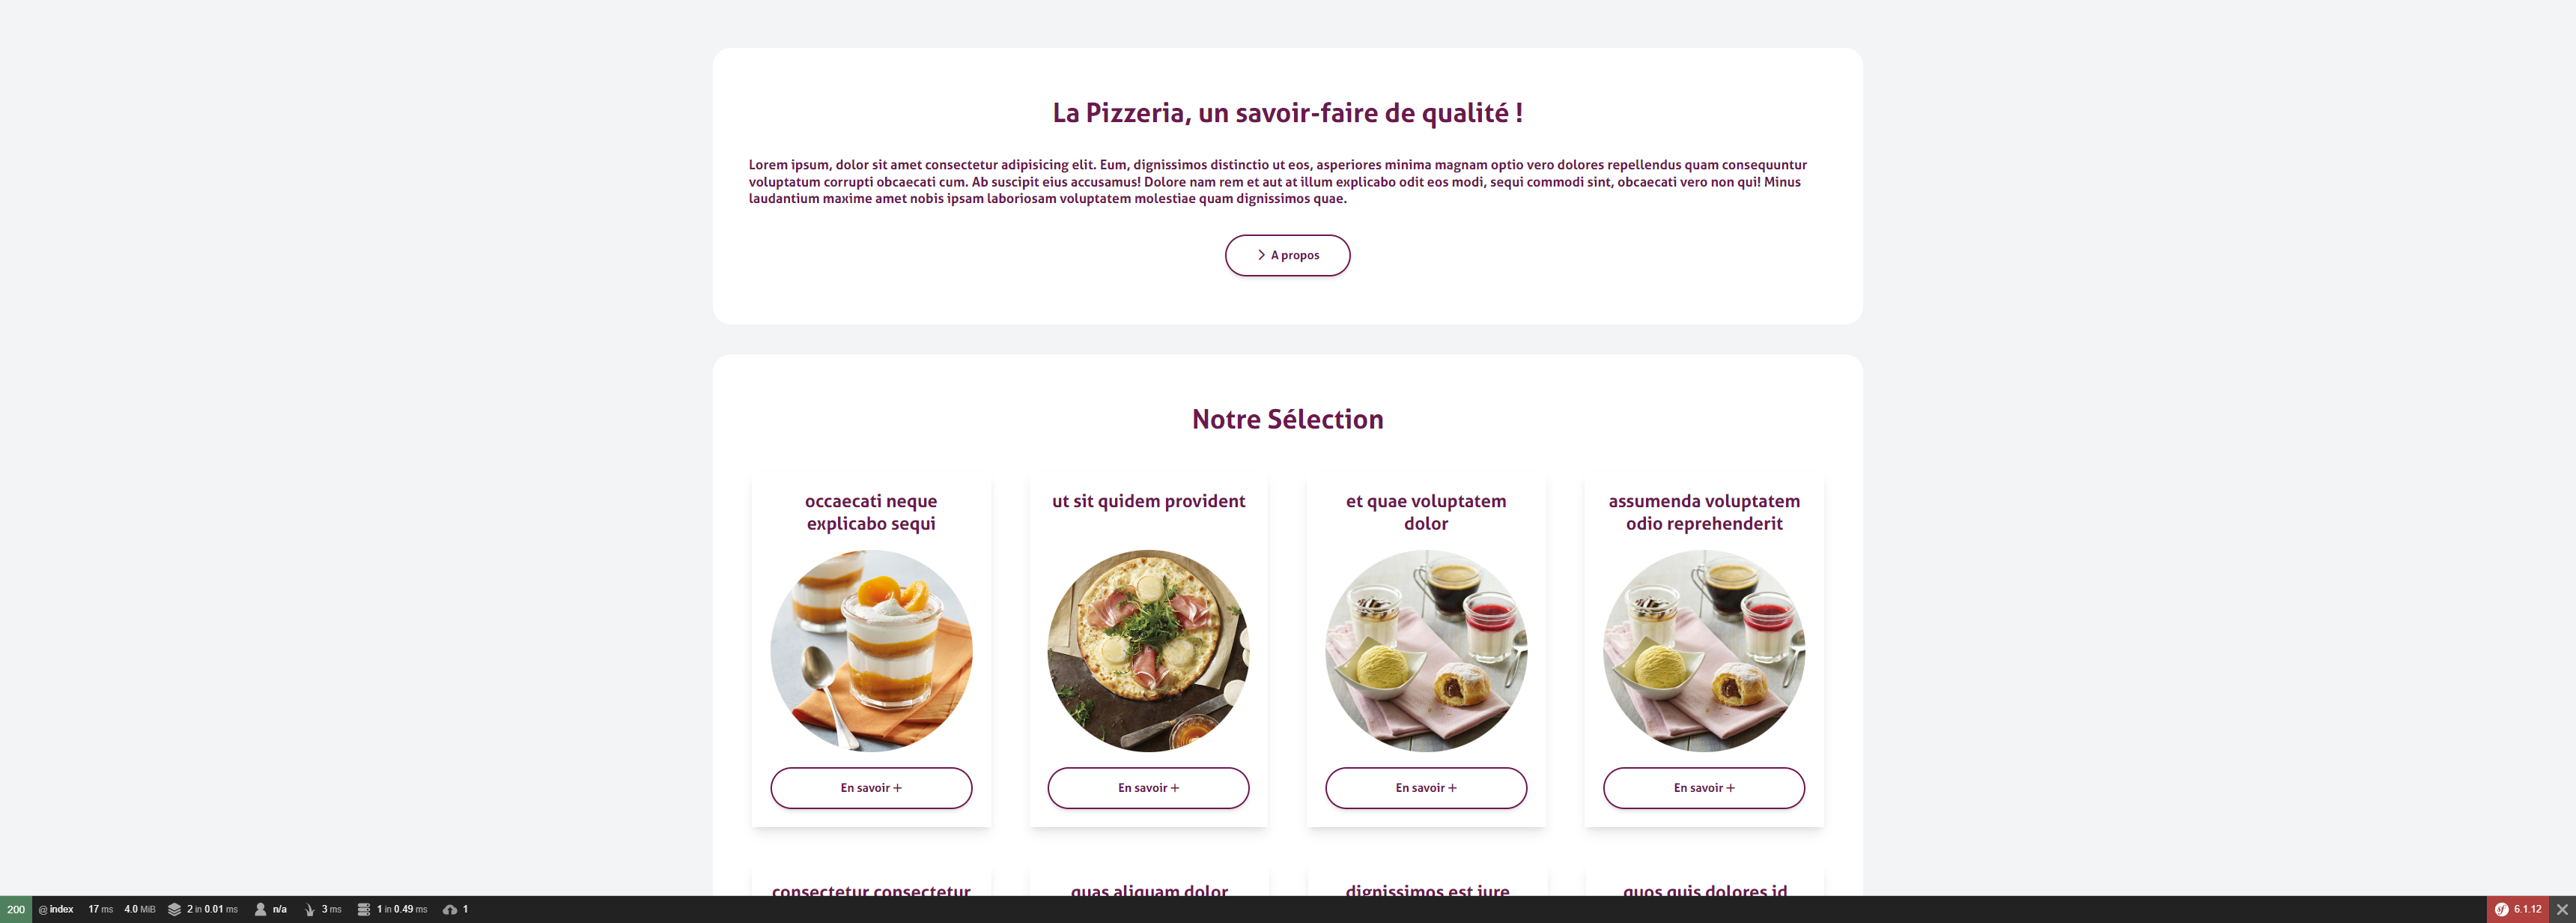 La Pizzeria, un savoir-faire de qualité !
Lorem ipsum, dolor sit amet consectetur adipisicing elit. Eum, dignissimos distinctio ut eos, asperiores minima magnam optio vero dolores repellendus quam consequuntur
voluptatum corrupti obcaecati cum. Ab suscipit eius accusamus! Dolore nam rem et aut at illum explicabo odit eos modi, sequi commodi sint, obcaecati vero non qui! Minus
laudantium maxime amet nobis ipsam laboriosam voluptatem molestiae quam dignissimos quae.
A propos
Notre Sélection
occaecati neque
explicabo sequi
ut sit quidem provident
et quae voluptatem
dolor
assumenda voluptatem
odio reprehenderit
En savoir +
En savoir +
En savoir +
En savoir +
consectetur consectetur
quas aliquam dolor
dignissimos est iure
quos quis dolores id
200 @ index 17 ms 4.0 MiB 2 in 0.01 ms n/a 3 ms 1 in 0.49 ms 1 sf 6.1.12